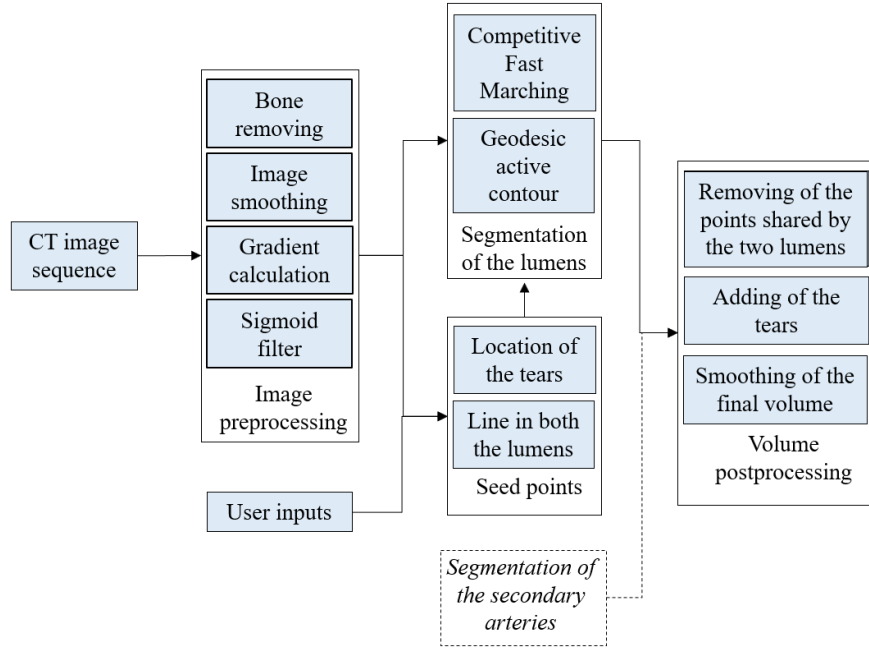 CT image
sequence
Bone
removing
Image
smoothing
Gradient
calculation
Sigmoid
filter
Image
preprocessing
User inputs
Competitive
Fast
Marching
Geodesic
active
contour
Segmentation
of the lumens
Location of
the tears
Line in both
the lumens
Seed points
Segmentation of
the secondary
arteries
Removing of the
points shared by
the two lumens
Adding of the
tears
Smoothing of the
final volume
Volume
postprocessing